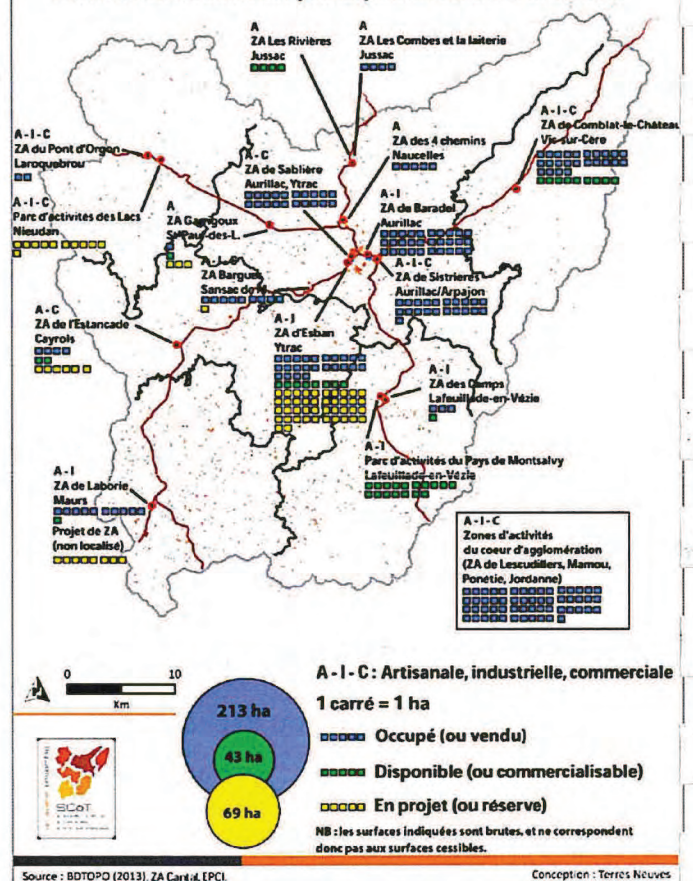 A
ZA Les Rivières
Jussac
A
ZA Les Combes et la laiterie
Jussac
A - I - C
ZA du Pont d'Orgon
Laroquebrou
A - C
ZA de Sablière
Aurillac, Ytrac
A
ZA des 4 chemins
Naucelles
A - I - C
ZA de Comblat-le-Château
Vic-sur-Cère
A - I - C
Parc d'activités des Lacs
Nieudan
A
ZA Garrigoux
St-Paul-des-L.
A - I
ZA de Baradel
Aurillac
A - I - C
ZA Bargues
Sansac de M.
A - I - C
ZA de Sistrières
Aurillac/Arpajon
A - C
ZA de l'Estancade
Cayrols
A - I
ZA d'Esban
Ytrac
A - I
ZA des Camps
Lafeuillade-en-Vézie
A - I
Parc d'activités du Pays de Montsalvy
Lafeuillade-en-Vézie
A - I
ZA de Laborie
Maurs
Projet de ZA
(non localisé)
A - I - C
Zones d'activités
du coeur d'agglomération
(ZA de Lescudilliers, Mamou,
Ponétie, Jordanne)
0 10
Km
213 ha
43 ha
69 ha
A - I - C : Artisanale, industrielle, commerciale
1 carré = 1 ha
Occupé (ou vendu)
Disponible (ou commercialisable)
En projet (ou réserve)
NB : les surfaces indiquées sont brutes, et ne correspondent
donc pas aux surfaces cessibles.
SCoT
Source : BDTOPO (2013), ZA Cantal, EPCI.
Conception : Terres Neuves